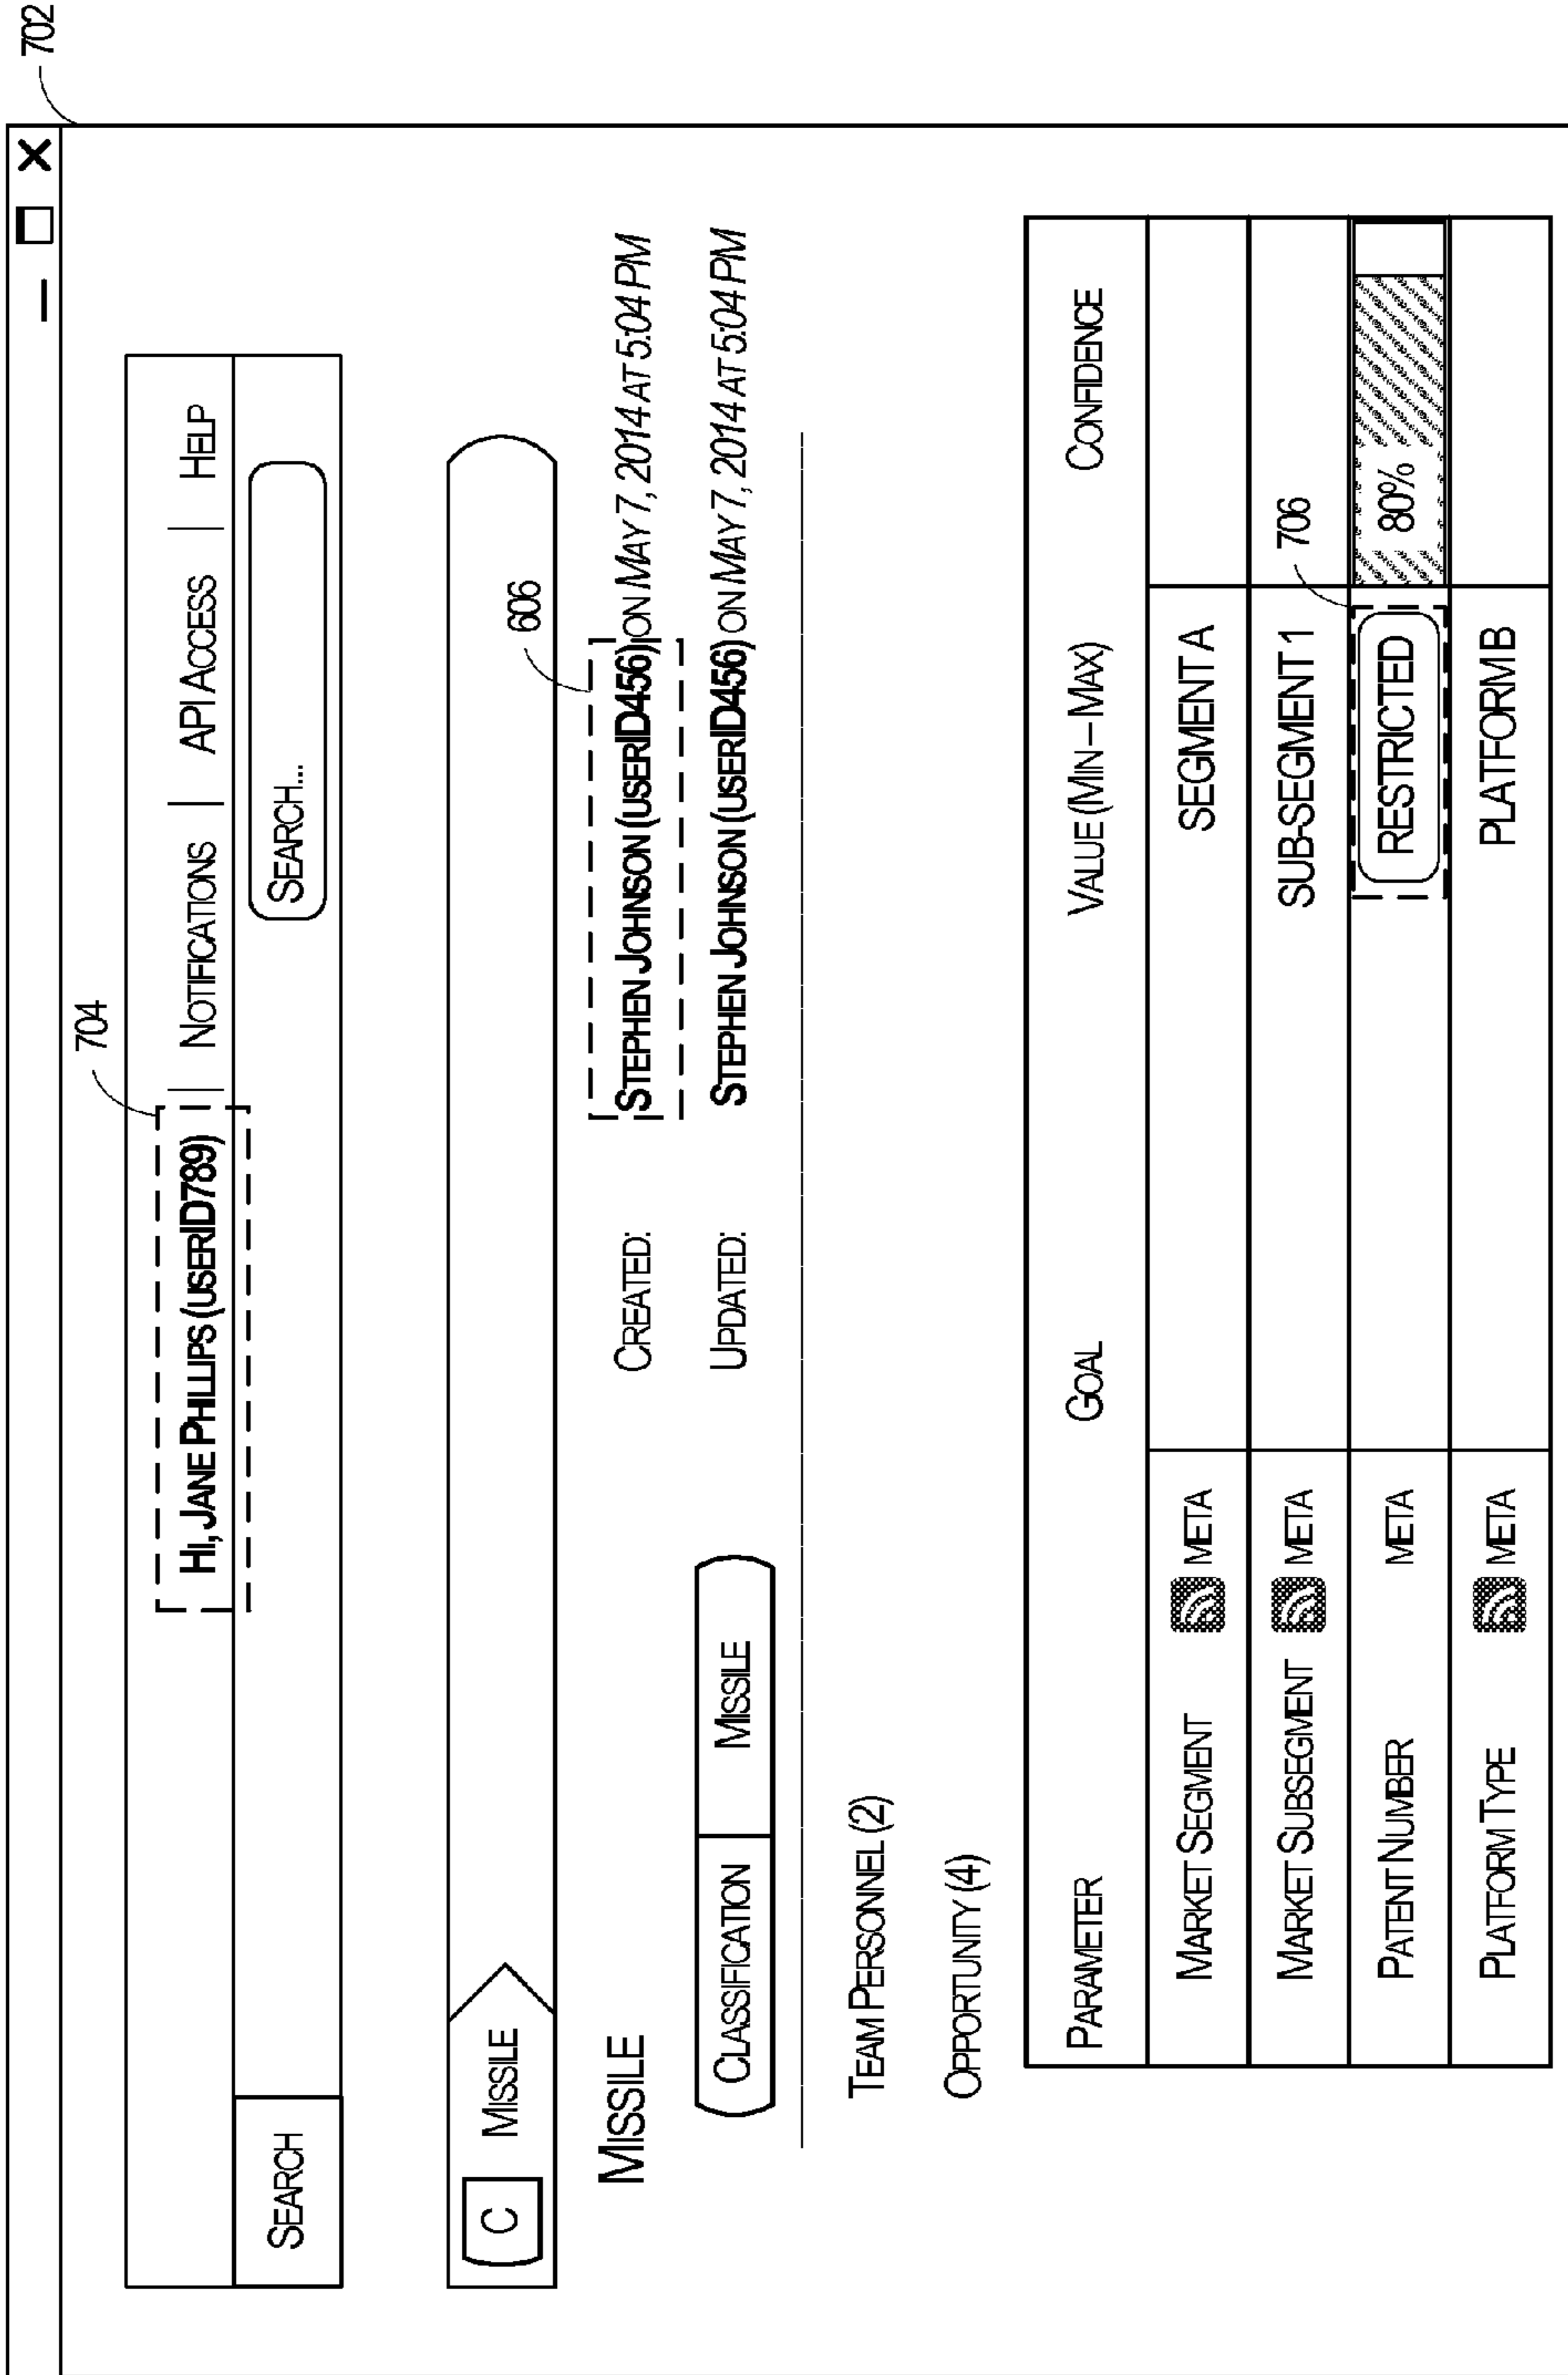 702
704
Hi, Jane Phillips (userID789) | Notifications | API Access | Help
Search Search...
C Missile
606
Missile Created: Stephen Johnson (userID456) on May 7, 2014 at 5:04 PM
Classification Missile Updated: Stephen Johnson (userID456) on May 7, 2014 at 5:04 PM
Team Personnel (2)
Opportunity (4)
Parameter Goal Value (Min – Max) Confidence
Market Segment META SEGMENT A
706
Market Subsegment META SUB-SEGMENT 1
Patent Number META RESTRICTED 80%
Platform Type META PLATFORM B